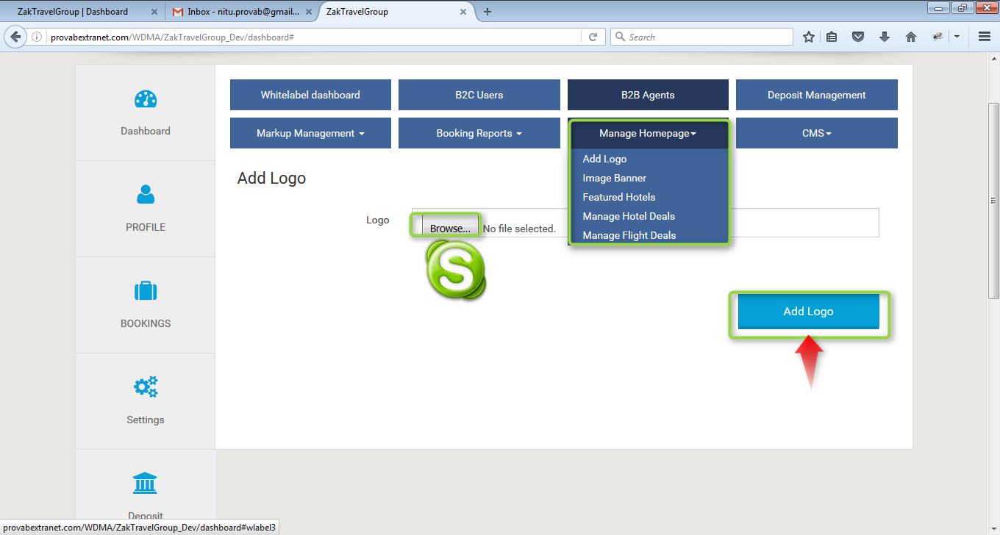 ZakTravelGroup | Dashboard
Inbox - nitu.provab@gmail...
ZakTravelGroup
provabextranet.com/WDMA/ZakTravelGroup_Dev/dashboard#
Search
Whitelabel dashboard
B2C Users
B2B Agents
Deposit Management
Markup Management
Booking Reports
Manage Homepage
CMS
Add Logo
Image Banner
Featured Hotels
Manage Hotel Deals
Manage Flight Deals
Dashboard
PROFILE
BOOKINGS
Settings
Deposit
Add Logo
Logo
Browse...
No file selected.
S
Add Logo
provabextranet.com/WDMA/ZakTravelGroup_Dev/dashboard#wlabel3